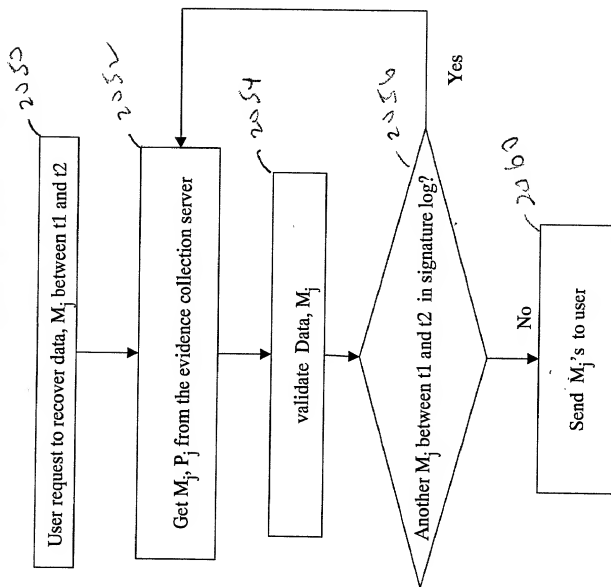 2050
User request to recover data, Mj between t1 and t2
2052
Get Mj, Pj from the evidence collection server
2054
validate Data, Mj
2056
Another Mj between t1 and t2 in signature log?
Yes
No
2060
Send Mj's to user